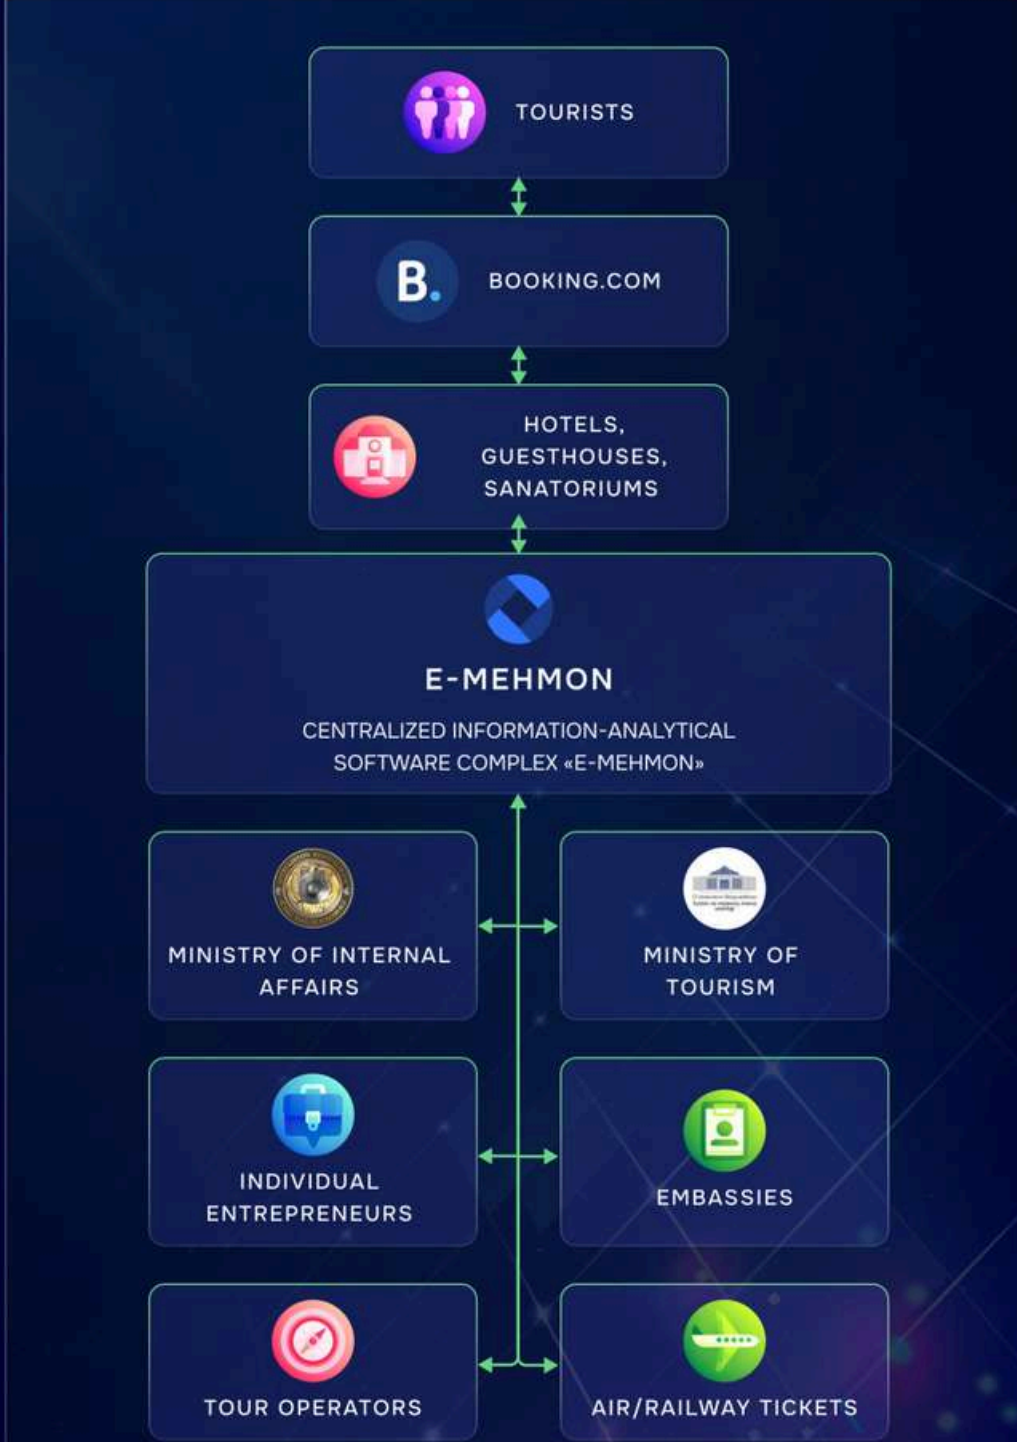 TOURISTS
B.
BOOKING.COM
HOTELS,
GUESTHOUSES,
SANATORIUMS
E-MEHMON
CENTRALIZED INFORMATION-ANALYTICAL
SOFTWARE COMPLEX «E-MEHMON»
MINISTRY OF INTERNAL
AFFAIRS
MINISTRY OF
TOURISM
INDIVIDUAL
ENTREPRENEURS
EMBASSIES
TOUR OPERATORS
AIR/RAILWAY TICKETS